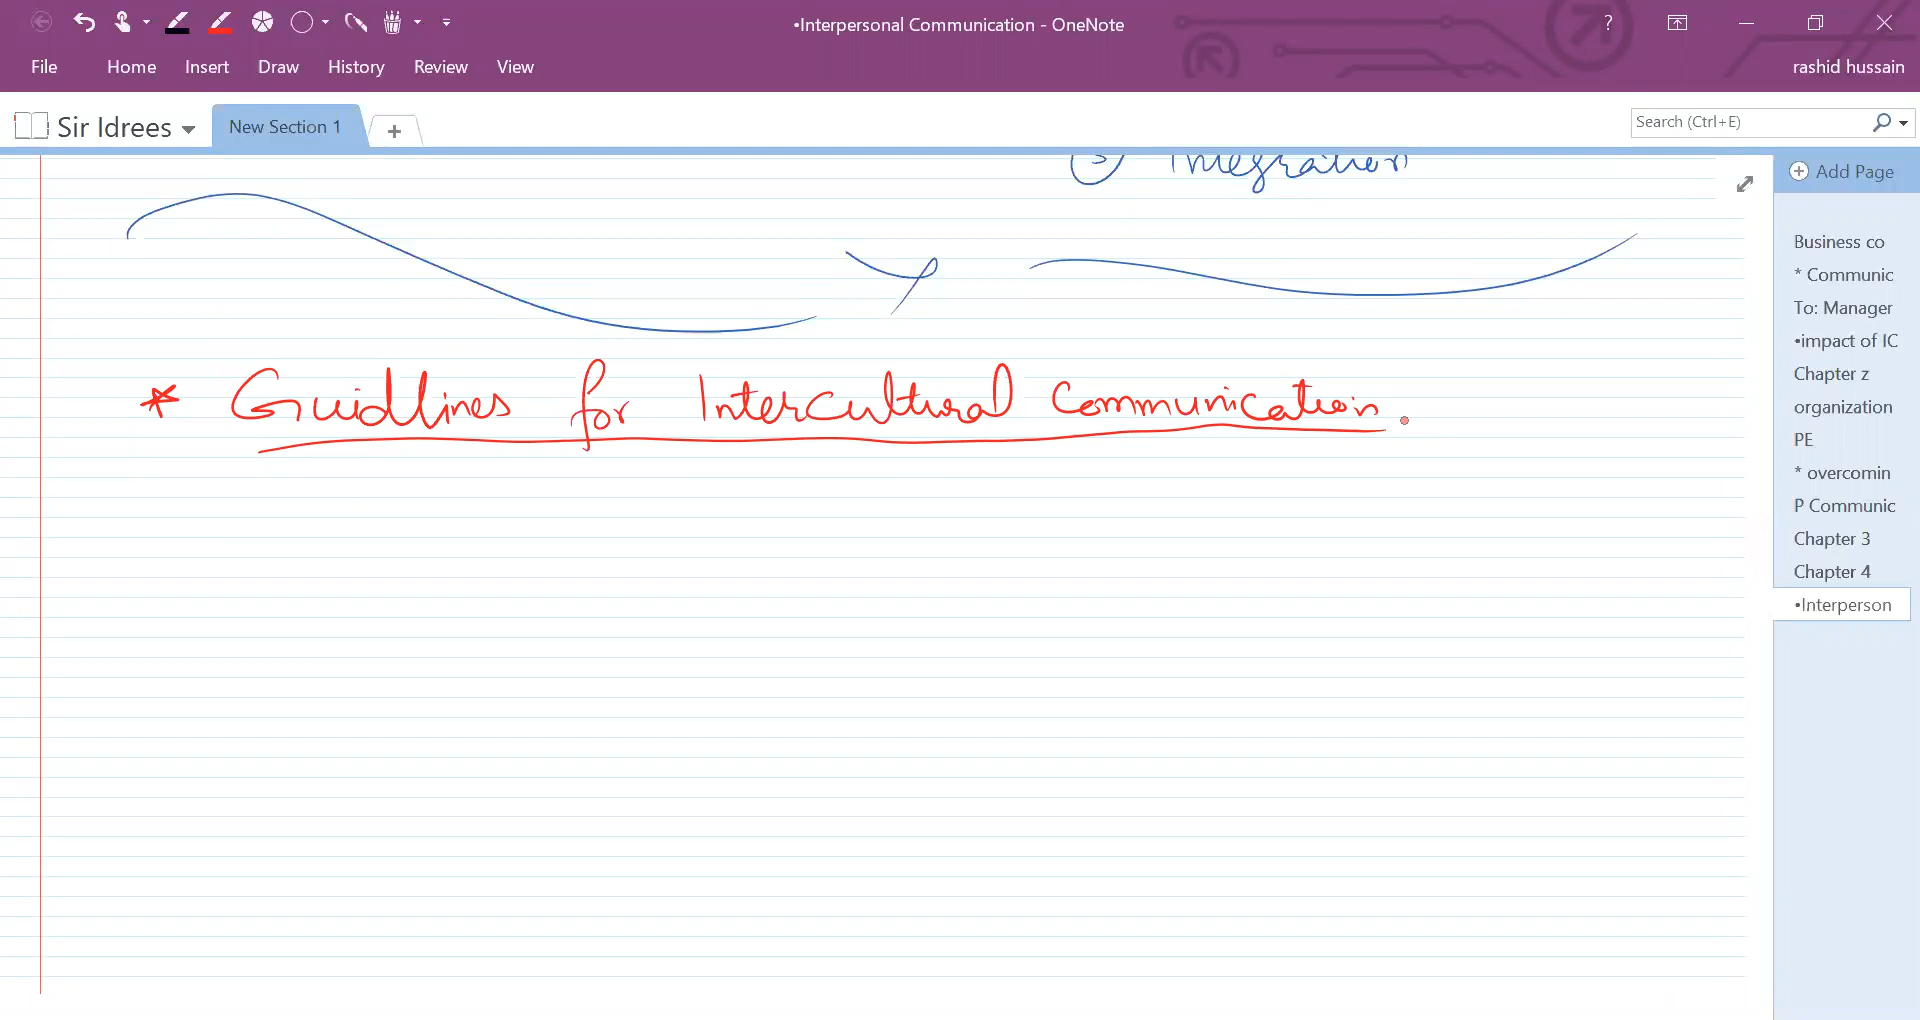 •Interpersonal Communication - OneNote
?
File Home Insert Draw History Review View
rashid hussain
Sir Idrees
New Section 1
+
Search (Ctrl+E)
③ Integration
Add Page
* Guidlines for Intercultural Communication.
Business co
* Communic
To: Manager
•impact of IC
Chapter z
organization
PE
* overcomin
P Communic
Chapter 3
Chapter 4
•Interperson